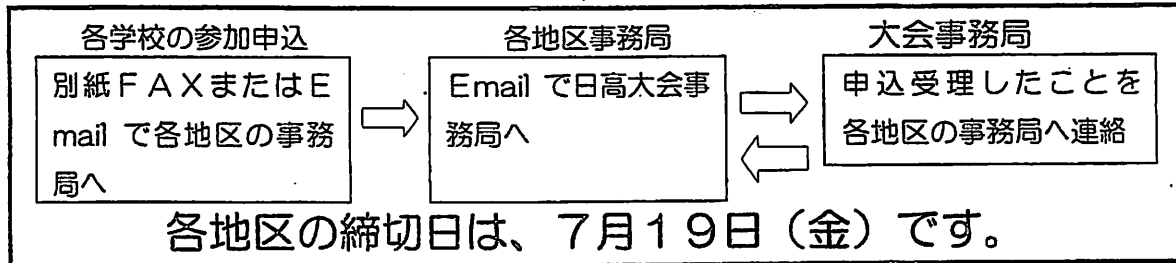 各学校の参加申込
別紙ＦＡＸまたはＥ
mail で各地区の事務
局へ
各地区事務局
Email で日高大会事
務局へ
大会事務局
申込受理したことを
各地区の事務局へ連絡
各地区の締切日は、７月１９日（金）です。